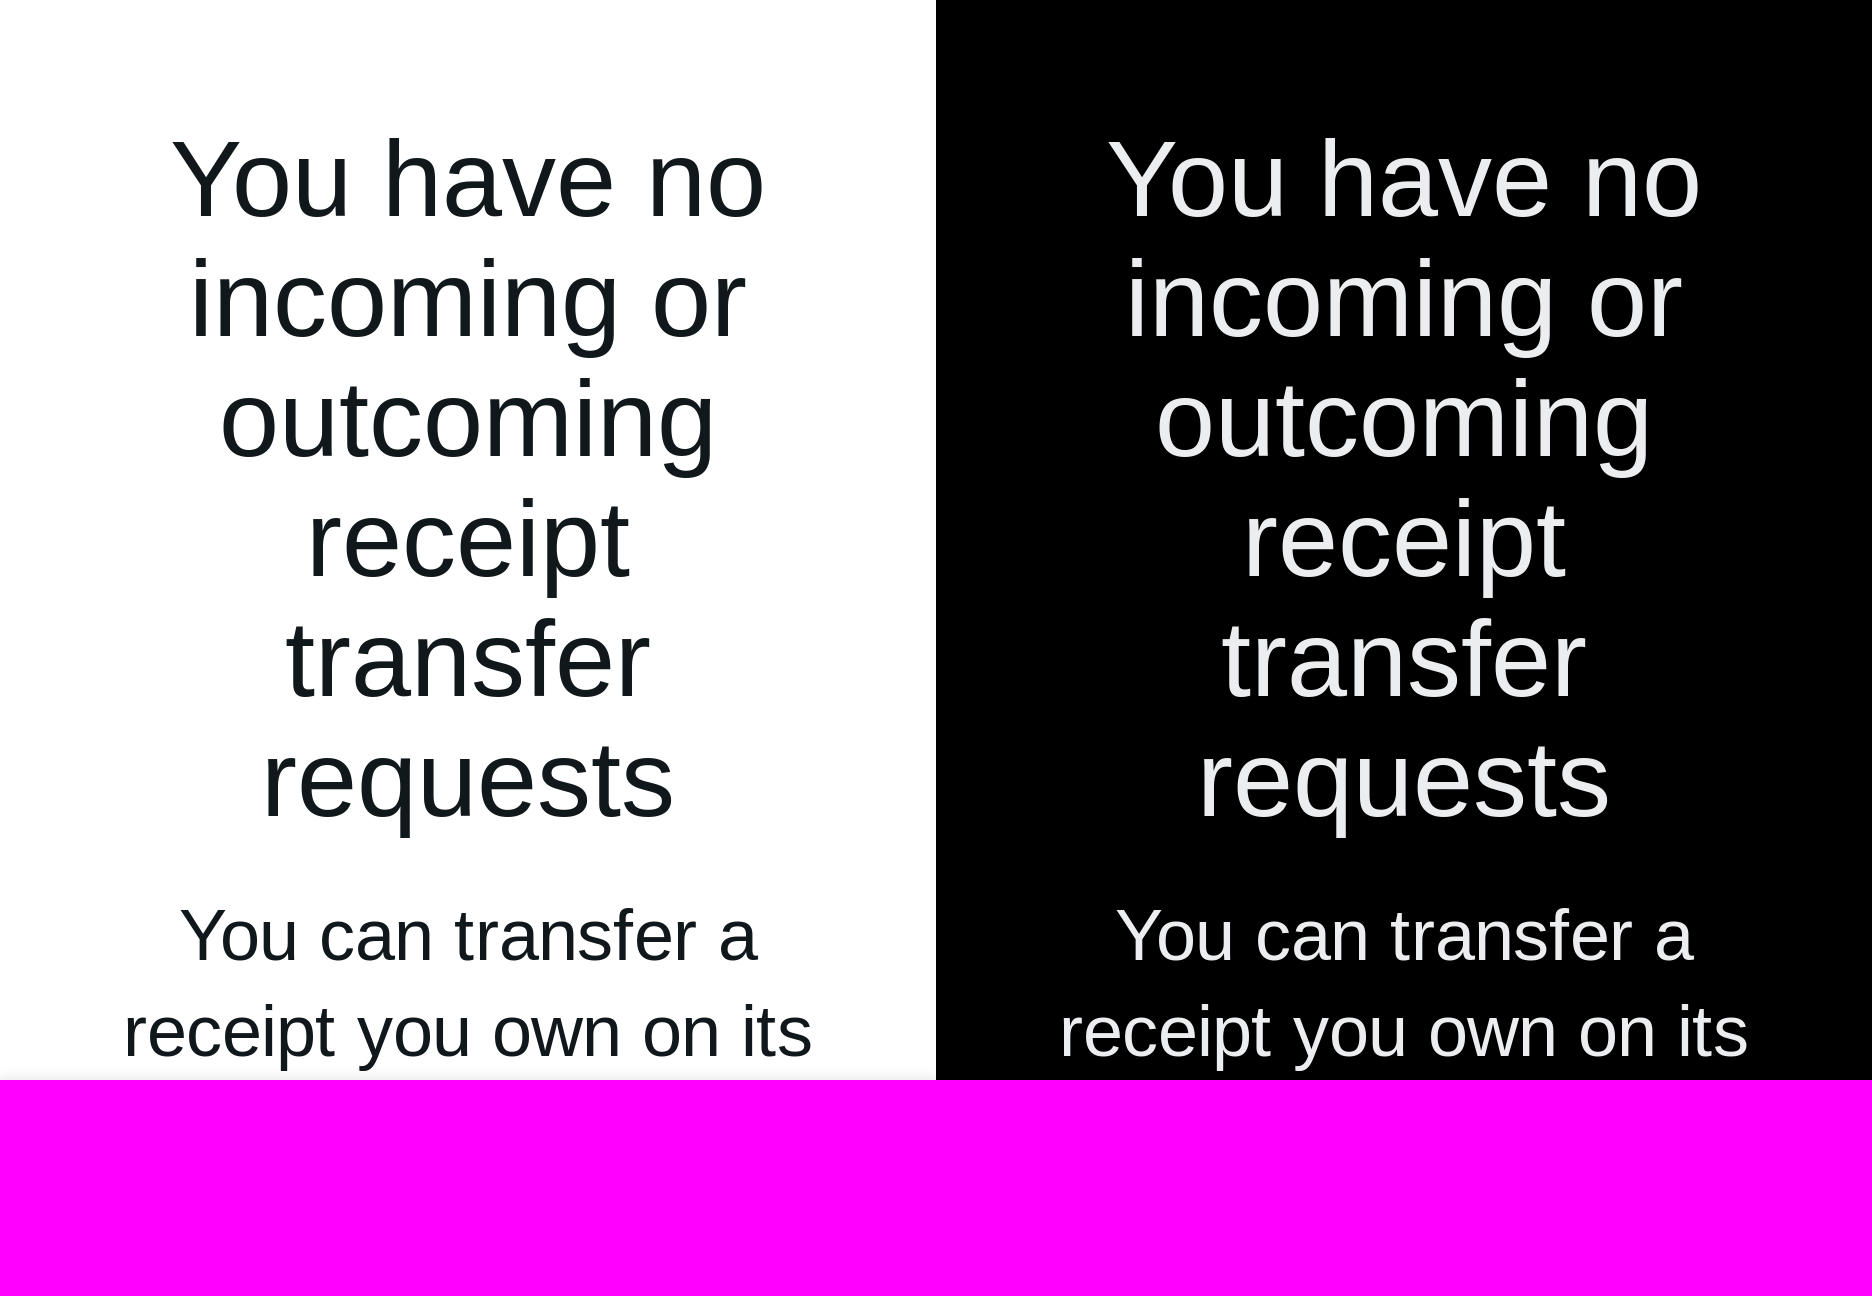 You have no
incoming or
outcoming
receipt
transfer
requests
You can transfer a
receipt you own on its
You have no
incoming or
outcoming
receipt
transfer
requests
You can transfer a
receipt you own on its